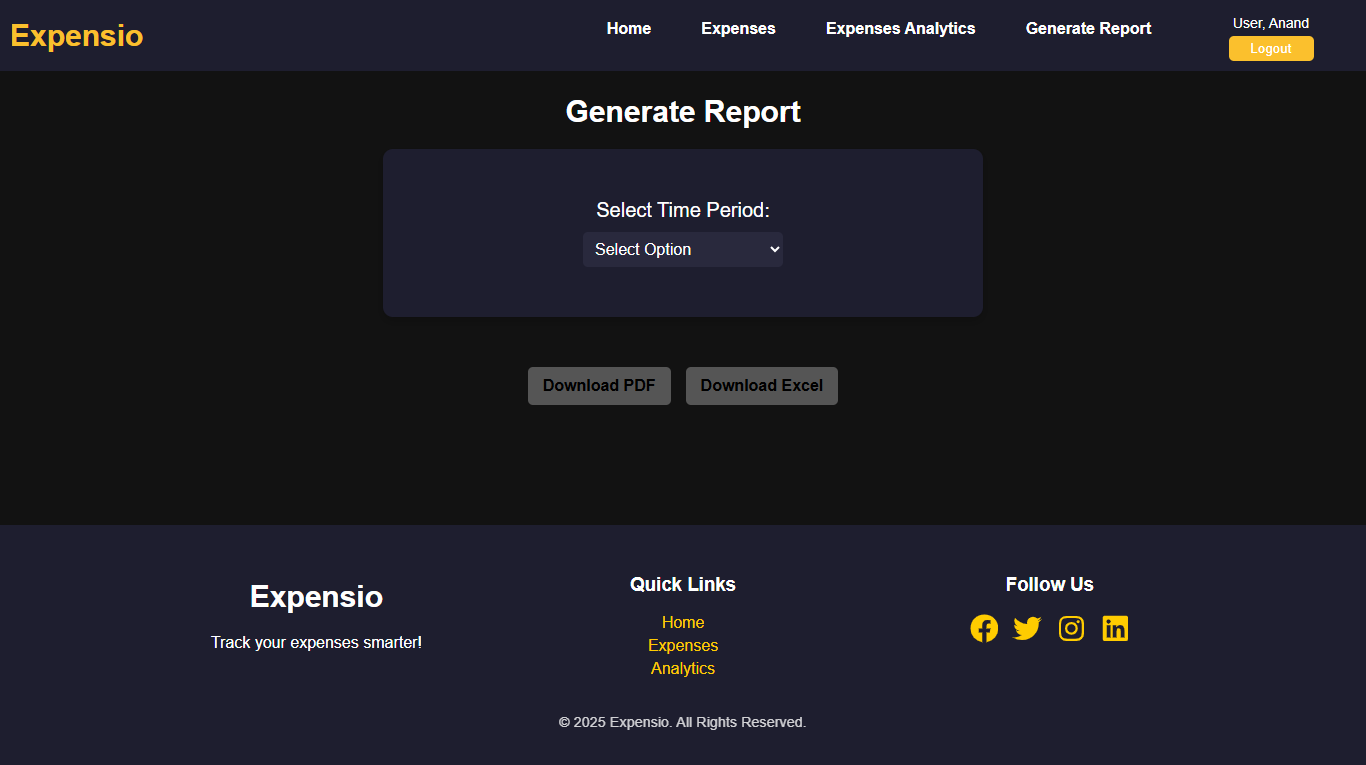 Expensio
Home Expenses Expenses Analytics Generate Report
User, Anand
Logout
Generate Report
Select Time Period:
Select Option
Download PDF Download Excel
Expensio
Track your expenses smarter!
Quick Links
Home
Expenses
Analytics
Follow Us
© 2025 Expensio. All Rights Reserved.